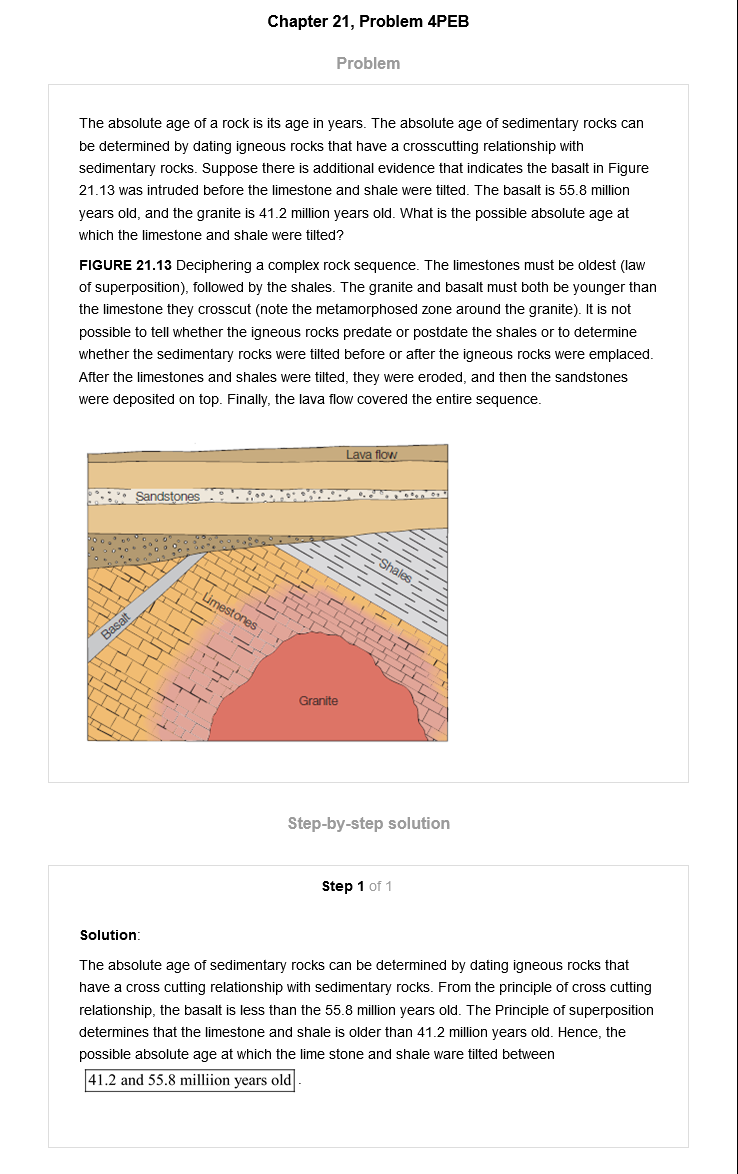 Chapter 21, Problem 4PEB
Problem
The absolute age of a rock is its age in years. The absolute age of sedimentary rocks can
be determined by dating igneous rocks that have a crosscutting relationship with
sedimentary rocks. Suppose there is additional evidence that indicates the basalt in Figure
21.13 was intruded before the limestone and shale were tilted. The basalt is 55.8 million
years old, and the granite is 41.2 million years old. What is the possible absolute age at
which the limestone and shale were tilted?
FIGURE 21.13 Deciphering a complex rock sequence. The limestones must be oldest (law
of superposition), followed by the shales. The granite and basalt must both be younger than
the limestone they crosscut (note the metamorphosed zone around the granite). It is not
possible to tell whether the igneous rocks predate or postdate the shales or to determine
whether the sedimentary rocks were tilted before or after the igneous rocks were emplaced.
After the limestones and shales were tilted, they were eroded, and then the sandstones
were deposited on top. Finally, the lava flow covered the entire sequence.
Lava flow
Sandstones
Shales
Limestones
Basalt
Granite
Step-by-step solution
Step 1 of 1
Solution:
The absolute age of sedimentary rocks can be determined by dating igneous rocks that
have a cross cutting relationship with sedimentary rocks. From the principle of cross cutting
relationship, the basalt is less than the 55.8 million years old. The Principle of superposition
determines that the limestone and shale is older than 41.2 million years old. Hence, the
possible absolute age at which the lime stone and shale ware tilted between
41.2 and 55.8 milliion years old.